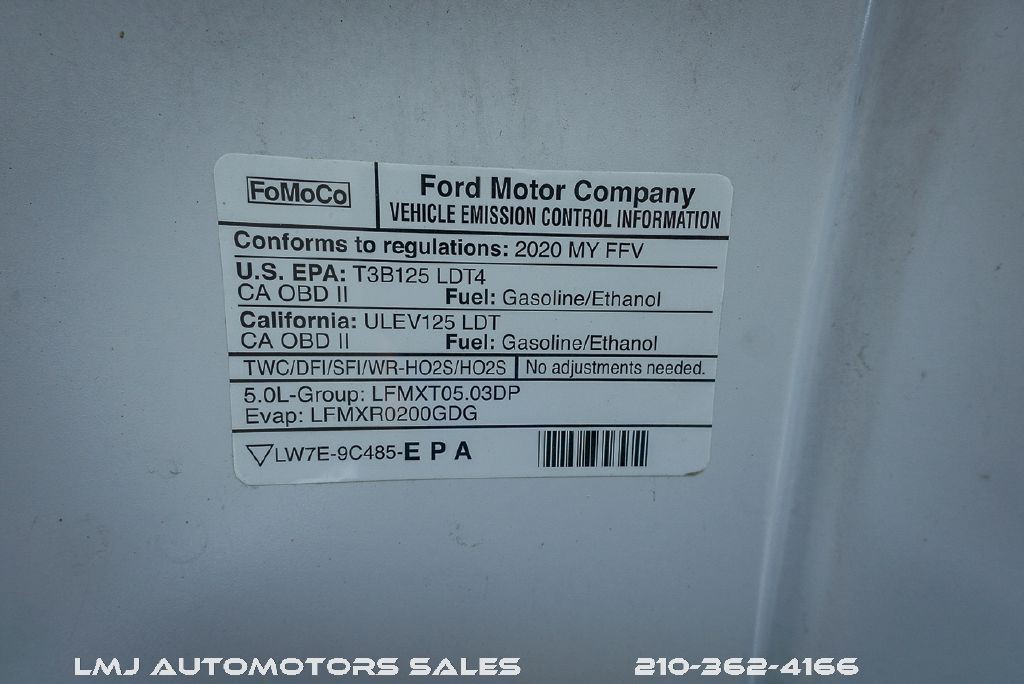 FoMoCo
Ford Motor Company
VEHICLE EMISSION CONTROL INFORMATION
Conforms to regulations: 2020 MY FFV
U.S. EPA: T3B125 LDT4
CA OBD II Fuel: Gasoline/Ethanol
California: ULEV125 LDT
CA OBD II Fuel: Gasoline/Ethanol
TWC/DFI/SFI/WR-HO2S/HO2S No adjustments needed.
5.0L-Group: LFMXT05.03DP
Evap: LFMXR0200GDG
LW7E-9C485-EPA
LMJ AUTOMOTORS SALES 210-362-4166